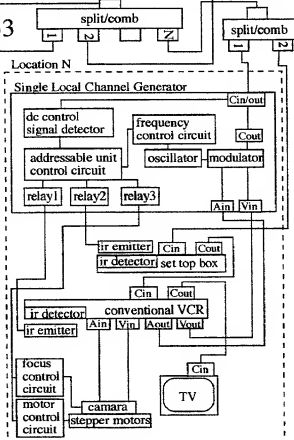 53
split/comb
1
2
N
split/comb
1
2
Location N
Single Local Channel Generator
Cin/out
dc control
signal detector
frequency
control circuit
Cout
addressable unit
control circuit
oscillator
modulator
relay1
relay2
relay3
Ain
Vin
ir emitter
Cin
Cout
ir detector
set top box
Cin
Cout
ir detector
conventional VCR
ir emitter
Ain
Vin
Aout
Vout
focus
control
circuit
Cin
TV
motor
control
circuit
camara
stepper motors